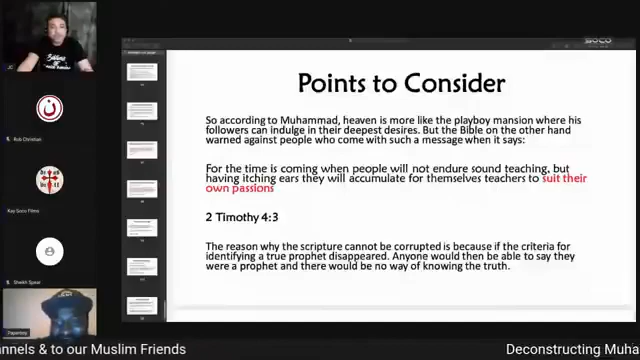 Points to Consider
So according to Muhammad, heaven is more like the playboy mansion where his
followers can indulge in their deepest desires. But the Bible on the other hand
warned against people who come with such a message when it says:
For the time is coming when people will not endure sound teaching, but
having itching ears they will accumulate for themselves teachers to suit their
own passions
2 Timothy 4:3
The reason why the scripture cannot be corrupted is because if the criteria for
identifying a true prophet disappeared. Anyone would then be able to say they
were a prophet and there would be no way of knowing the truth.
JC
Rob Christian
Kay Socu Films
Sheikh Spear
Papertoy
annels & to our Muslim Friends
Deconstructing Muha